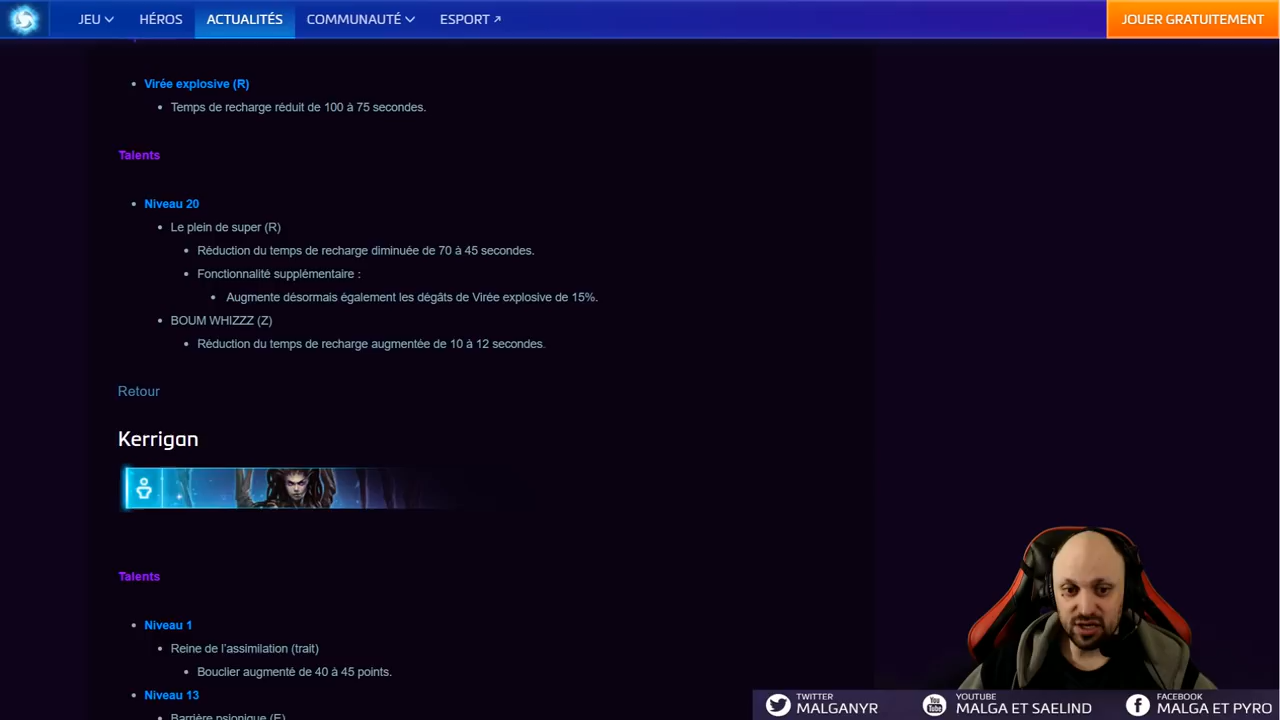 JEU
HÉROS
ACTUALITÉS
COMMUNAUTÉ
ESPORT
JOUER GRATUITEMENT
Virée explosive (R)
Temps de recharge réduit de 100 à 75 secondes.
Talents
Niveau 20
Le plein de super (R)
Réduction du temps de recharge diminuée de 70 à 45 secondes.
Fonctionnalité supplémentaire :
Augmente désormais également les dégâts de Virée explosive de 15%.
BOUM WHIZZZ (Z)
Réduction du temps de recharge augmentée de 10 à 12 secondes.
Retour
Kerrigan
Talents
Niveau 1
Reine de l'assimilation (trait)
Bouclier augmenté de 40 à 45 points.
Niveau 13
Barrière psionique (E)
TWITTER
MALGANYR
YOUTUBE
MALGA ET SAELIND
FACEBOOK
MALGA ET PYRO